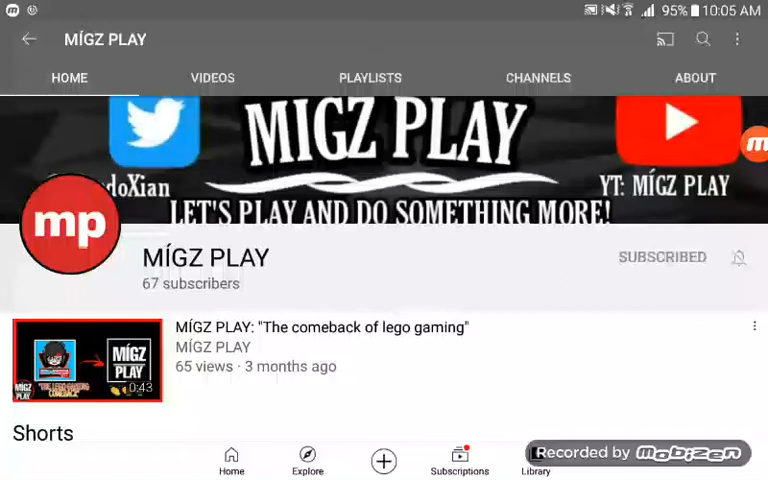 95% 10:05 AM
MÍGZ PLAY
HOME VIDEOS PLAYLISTS CHANNELS ABOUT
MIGZ PLAY
doXian
YT: MÍGZ PLAY
LET'S PLAY AND DO SOMETHING MORE!
mp
MÍGZ PLAY
67 subscribers
SUBSCRIBED
MÍGZ PLAY: "The comeback of lego gaming"
MÍGZ PLAY
65 views · 3 months ago
MÍGZ
PLAY
MÍGZ
PLAY
0:43
Shorts
Home Explore Subscriptions Library
Recorded by mobizen